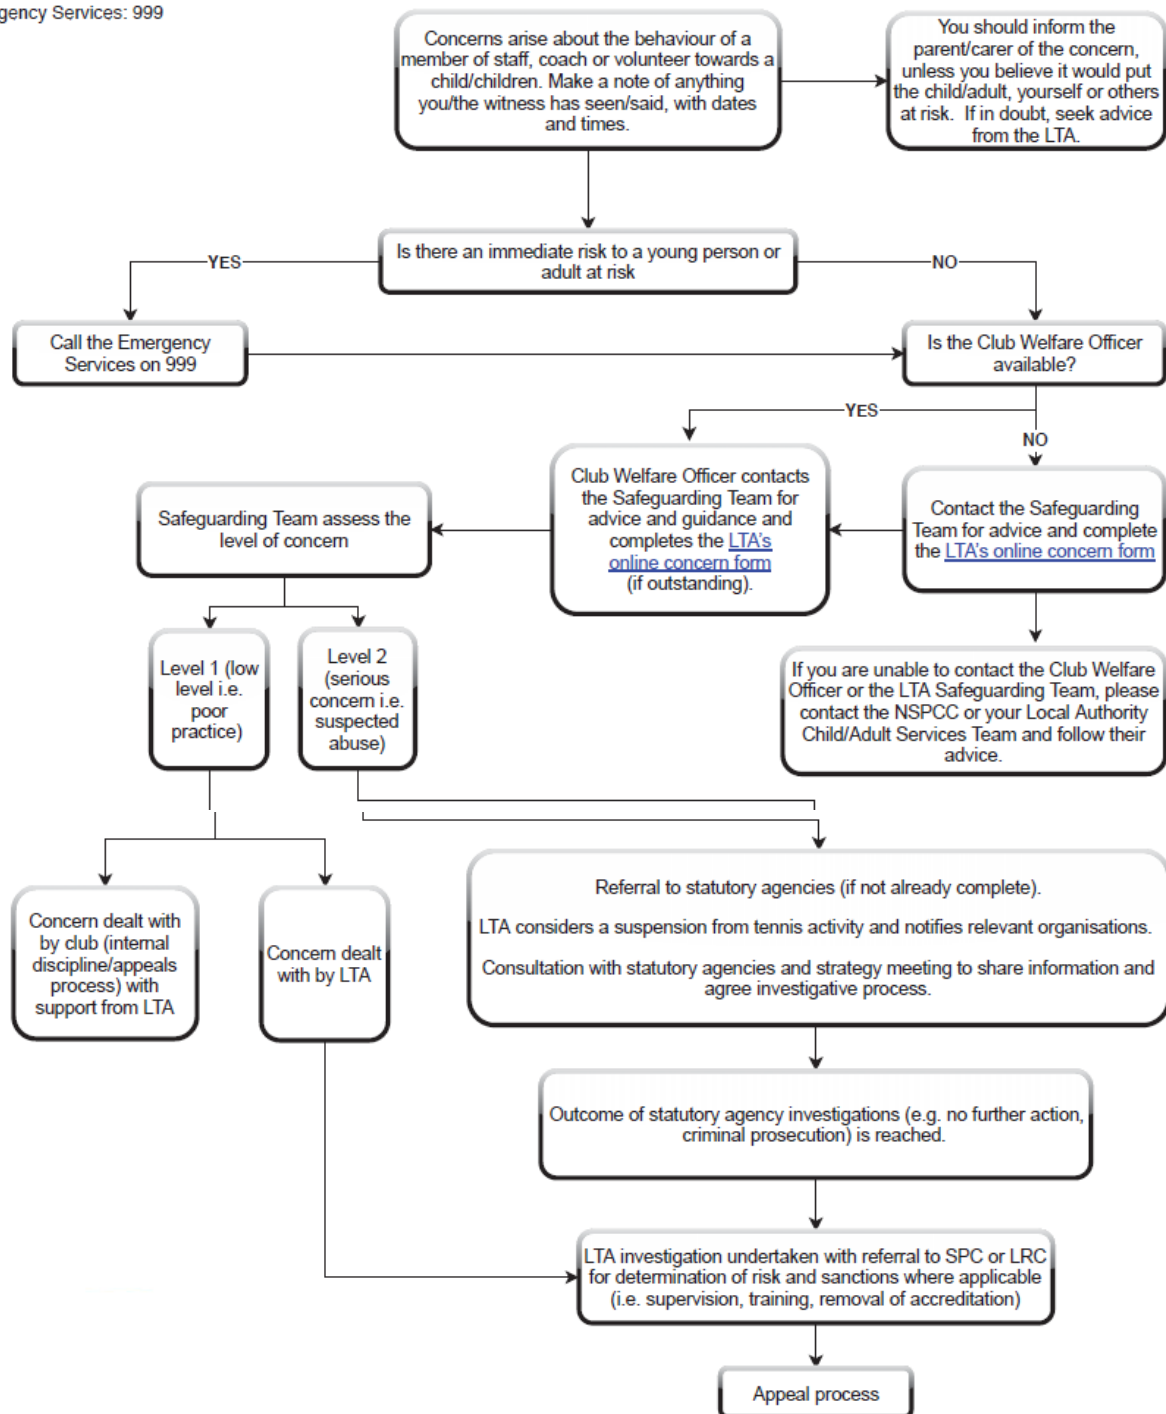 gency Services: 999
Concerns arise about the behaviour of a
member of staff, coach or volunteer towards a
child/children. Make a note of anything
you/the witness has seen/said, with dates
and times.
You should inform the
parent/carer of the concern,
unless you believe it would put
the child/adult, yourself or others
at risk. If in doubt, seek advice
from the LTA.
Is there an immediate risk to a young person or
adult at risk
YES
NO
Call the Emergency
Services on 999
Is the Club Welfare Officer
available?
YES
NO
Club Welfare Officer contacts
the Safeguarding Team for
advice and guidance and
completes the LTA's
online concern form
(if outstanding).
Contact the Safeguarding
Team for advice and complete
the LTA's online concern form
Safeguarding Team assess the
level of concern
Level 1 (low
level i.e.
poor
practice)
Level 2
(serious
concern i.e.
suspected
abuse)
If you are unable to contact the Club Welfare
Officer or the LTA Safeguarding Team, please
contact the NSPCC or your Local Authority
Child/Adult Services Team and follow their
advice.
Concern dealt with
by club (internal
discipline/appeals
process) with
support from LTA
Concern dealt
with by LTA
Referral to statutory agencies (if not already complete).
LTA considers a suspension from tennis activity and notifies relevant organisations.
Consultation with statutory agencies and strategy meeting to share information and
agree investigative process.
Outcome of statutory agency investigations (e.g. no further action,
criminal prosecution) is reached.
LTA investigation undertaken with referral to SPC or LRC
for determination of risk and sanctions where applicable
(i.e. supervision, training, removal of accreditation)
Appeal process